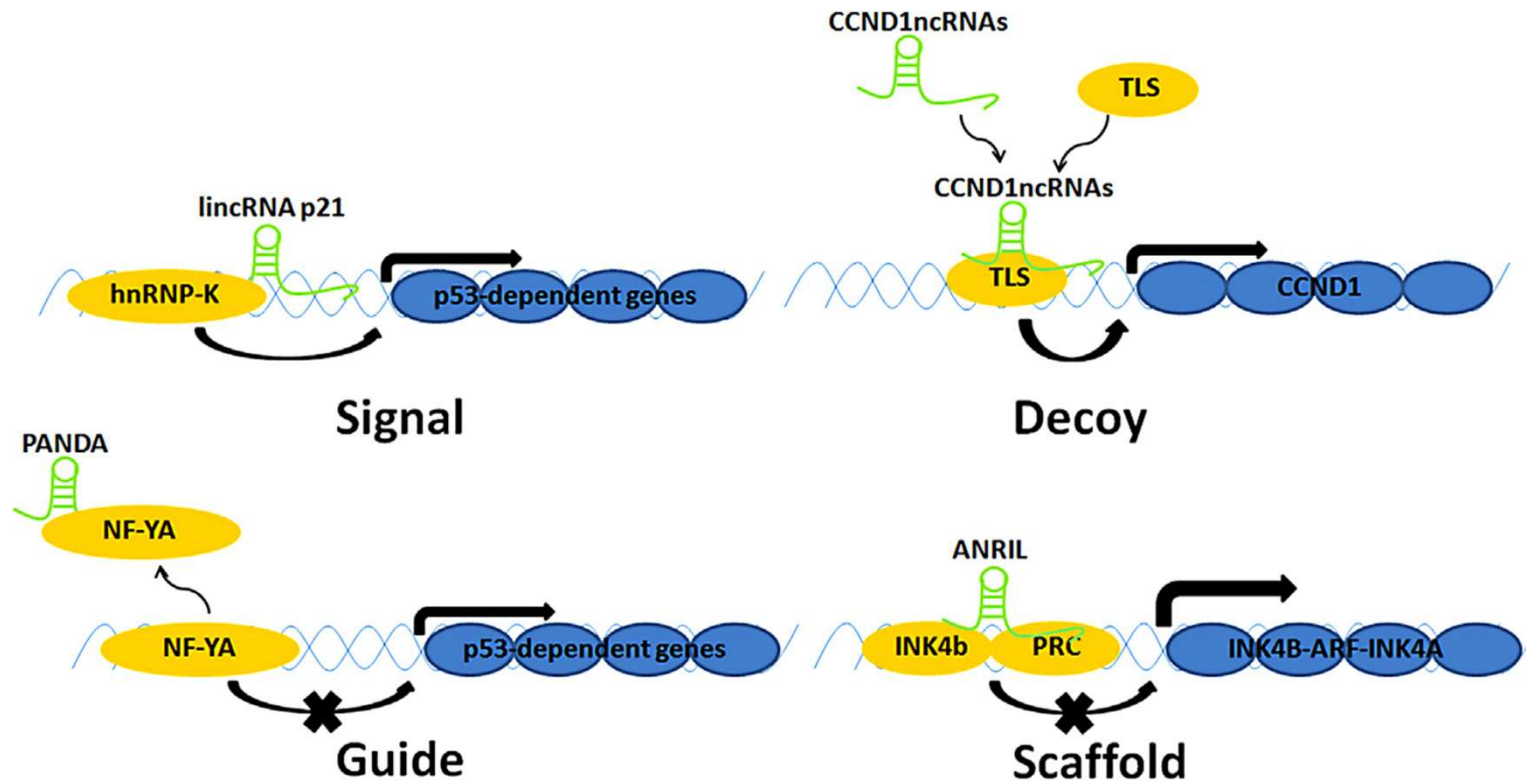 lincRNA p21
hnRNP-K
p53-dependent genes
Signal
CCND1ncRNAs
TLS
CCND1ncRNAs
TLS
CCND1
Decoy
PANDA
NF-YA
NF-YA
p53-dependent genes
Guide
ANRIL
INK4b
PRC
INK4B-ARF-INK4A
Scaffold